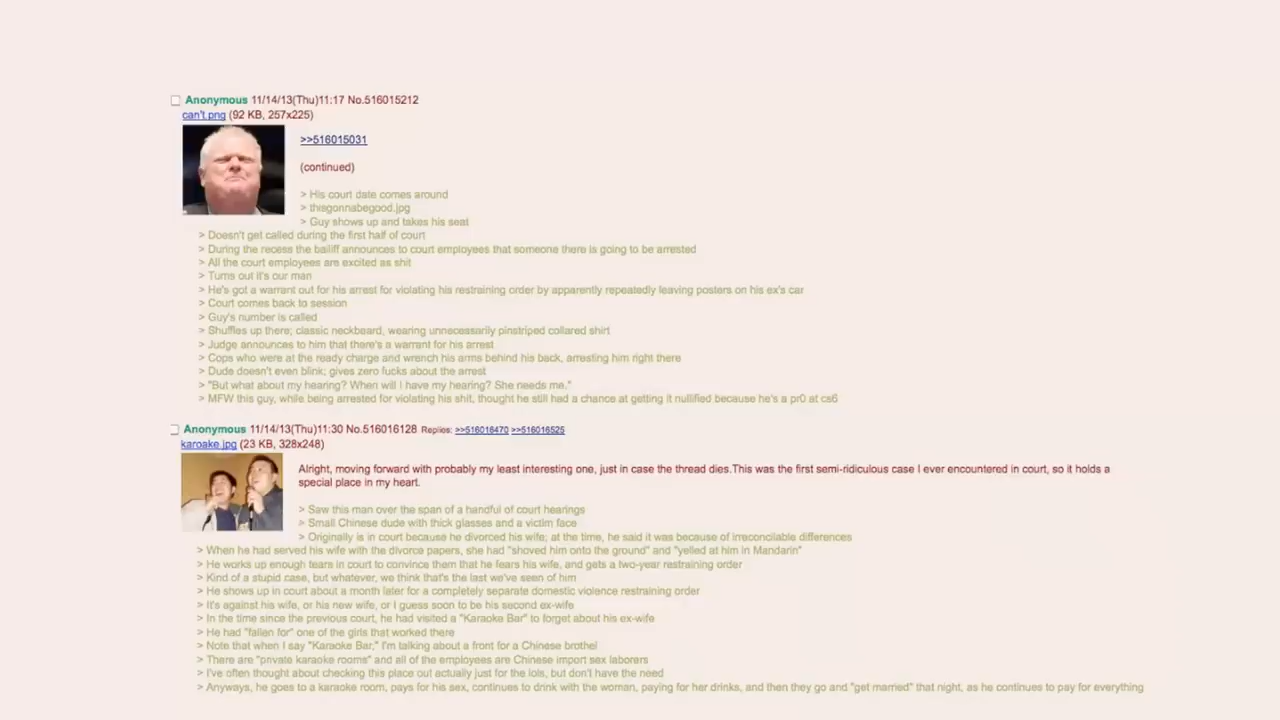 Anonymous 11/14/13(Thu)11:17 No.516015212
can't.png (92 KB, 257x225)
>>516015031
(continued)
> His court date comes around
> thisgonnabegood.jpg
> Guy shows up and takes his seat
> Doesn't get called during the first half of court
> During the recess the bailiff announces to court employees that someone there is going to be arrested
> All the court employees are excited as shit
> Turns out it's our man
> He's got a warrant out for his arrest for violating his restraining order by apparently repeatedly leaving posters on his ex's car
> Court comes back to session
> Guy's number is called
> Shuffles up there; classic neckbeard, wearing unnecessarily pinstriped collared shirt
> Judge announces to him that there's a warrant for his arrest
> Cops who were at the ready charge and wrench his arms behind his back, arresting him right there
> Dude doesn't even blink; gives zero fucks about the arrest
> "But what about my hearing? When will I have my hearing? She needs me."
> MFW this guy, while being arrested for violating his shit, thought he still had a chance at getting it nullified because he's a pr0 at cs6
Anonymous 11/14/13(Thu)11:30 No.516016128 Replies: >>516016470 >>516016525
karoake.jpg (23 KB, 328x248)
Alright, moving forward with probably my least interesting one, just in case the thread dies.This was the first semi-ridiculous case I ever encountered in court, so it holds a
special place in my heart.
> Saw this man over the span of a handful of court hearings
> Small Chinese dude with thick glasses and a victim face
> Originally is in court because he divorced his wife; at the time, he said it was because of irreconcilable differences
> When he had served his wife with the divorce papers, she had "shoved him onto the ground" and "yelled at him in Mandarin"
> He works up enough tears in court to convince them that he fears his wife, and gets a two-year restraining order
> Kind of a stupid case, but whatever, we think that's the last we've seen of him
> He shows up in court about a month later for a completely separate domestic violence restraining order
> It's against his wife, or his new wife, or I guess soon to be his second ex-wife
> In the time since the previous court, he had visited a "Karaoke Bar" to forget about his ex-wife
> He had "fallen for" one of the girls that worked there
> Note that when I say "Karaoke Bar," I'm talking about a front for a Chinese brothel
> There are "private karaoke rooms" and all of the employees are Chinese import sex laborers
> I've often thought about checking this place out actually just for the lols, but don't have the need
> Anyways, he goes to a karaoke room, pays for his sex, continues to drink with the woman, paying for her drinks, and then they go and "get married" that night, as he continues to pay for everything